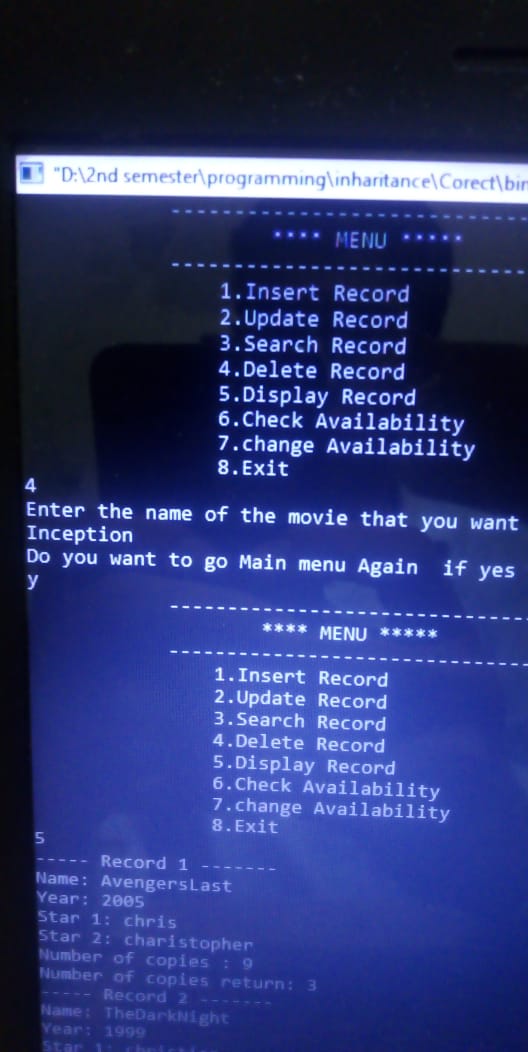 "D:\2nd semester\programming\inharitance\Corect\bin
---------------------------------
**** MENU *****
---------------------------------
1.Insert Record
2.Update Record
3.Search Record
4.Delete Record
5.Display Record
6.Check Availability
7.change Availability
8.Exit
4
Enter the name of the movie that you want
Inception
Do you want to go Main menu Again  if yes
y
---------------------------------
**** MENU *****
---------------------------------
1.Insert Record
2.Update Record
3.Search Record
4.Delete Record
5.Display Record
6.Check Availability
7.change Availability
8.Exit
5
----- Record 1 -------
Name: AvengersLast
Year: 2005
Star 1: chris
Star 2: charistopher
Number of copies : 9
Number of copies return: 3
----- Record 2 -------
Name: TheDarkNight
Year: 1999
Star 1: